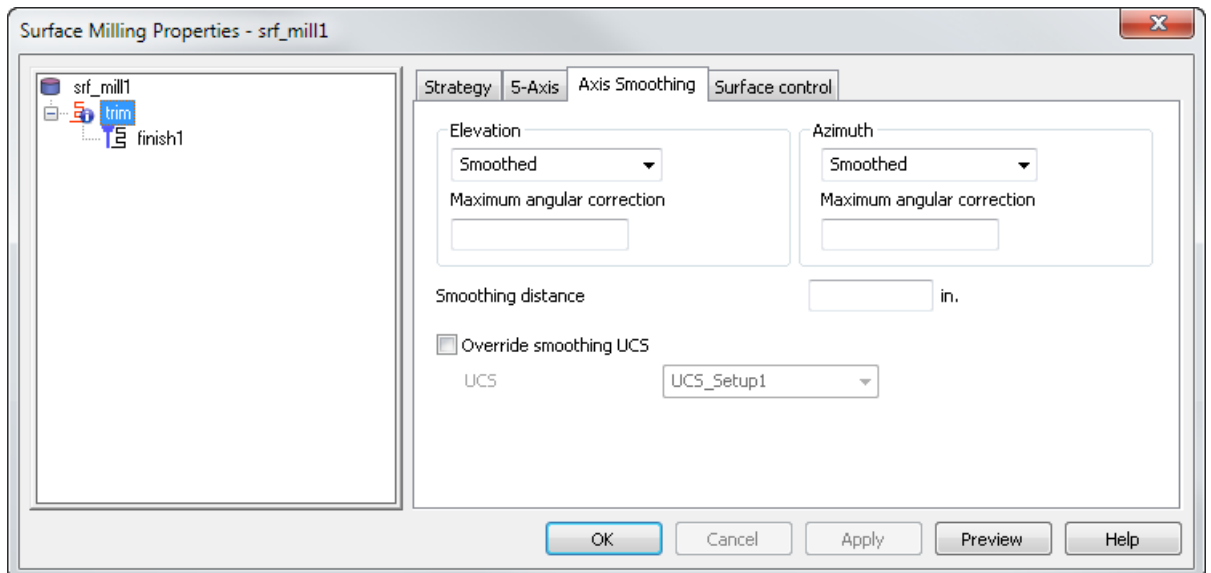 Surface Milling Properties - srf_mill1
srf_mill1
trim
finish1
Strategy 5-Axis Axis Smoothing Surface control
Elevation Azimuth
Smoothed Smoothed
Maximum angular correction Maximum angular correction
Smoothing distance in.
Override smoothing UCS
UCS UCS_Setup1
OK Cancel Apply Preview Help